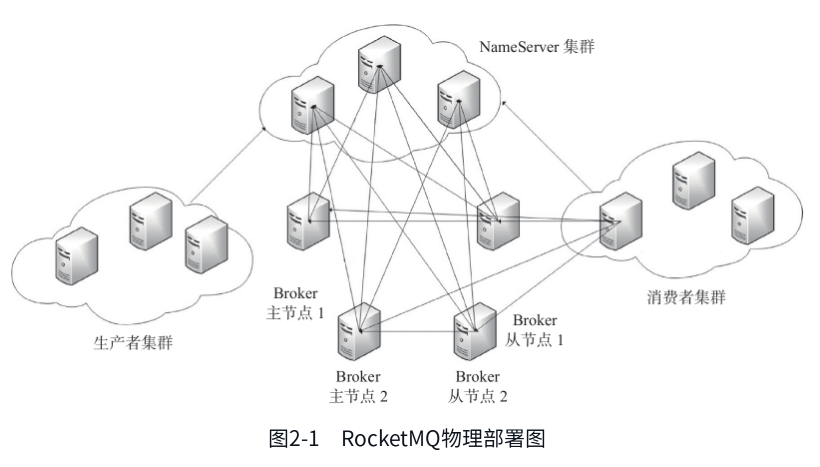 NameServer 集群
Broker
主节点 1
消费者集群
Broker
从节点 1
生产者集群
Broker
主节点 2
Broker
从节点 2
图2-1 RocketMQ物理部署图